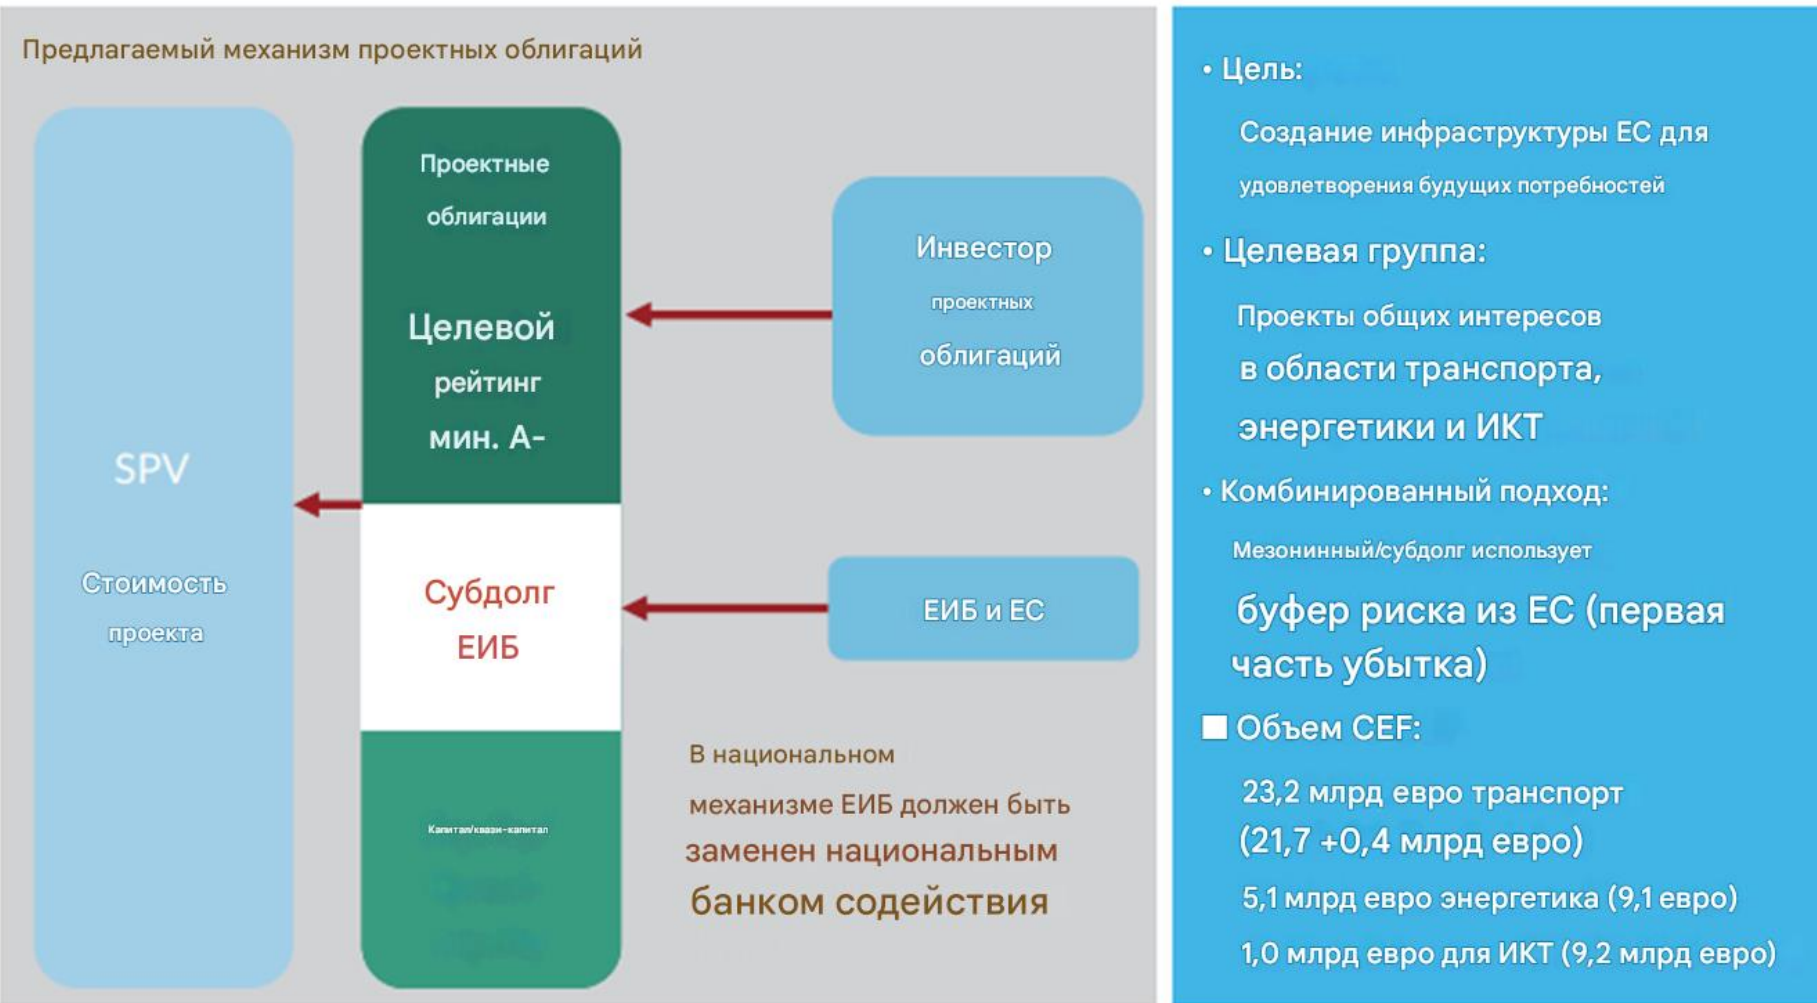 Предлагаемый механизм проектных облигаций
SPV
Стоимость
проекта
Проектные
облигации
Целевой
рейтинг
мин. A-
Субдолг
ЕИБ
Капитал/квази-капитал
Инвестор
проектных
облигаций
ЕИБ и ЕС
В национальном
механизме ЕИБ должен быть
заменен национальным
банком содействия
• Цель:
Создание инфраструктуры ЕС для
удовлетворения будущих потребностей
• Целевая группа:
Проекты общих интересов
в области транспорта,
энергетики и ИКТ
• Комбинированный подход:
Мезонинный/субдолг использует
буфер риска из ЕС (первая
часть убытка)
■ Объем CEF:
23,2 млрд евро транспорт
(21,7 +0,4 млрд евро)
5,1 млрд евро энергетика (9,1 евро)
1,0 млрд евро для ИКТ (9,2 млрд евро)